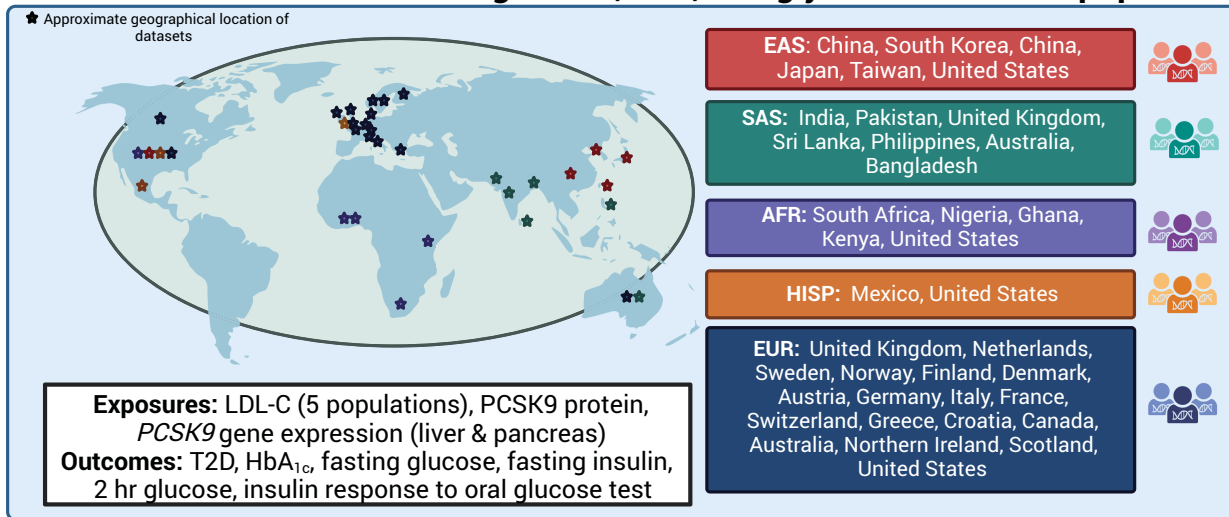 ★ Approximate geographical location of
datasets
EAS: China, South Korea, China,
Japan, Taiwan, United States
SAS: India, Pakistan, United Kingdom,
Sri Lanka, Philippines, Australia,
Bangladesh
AFR: South Africa, Nigeria, Ghana,
Kenya, United States
HISP: Mexico, United States
EUR: United Kingdom, Netherlands,
Sweden, Norway, Finland, Denmark,
Austria, Germany, Italy, France,
Switzerland, Greece, Croatia, Canada,
Australia, Northern Ireland, Scotland,
United States
Exposures: LDL-C (5 populations), PCSK9 protein,
PCSK9 gene expression (liver & pancreas)
Outcomes: T2D, HbA1c, fasting glucose, fasting insulin,
2 hr glucose, insulin response to oral glucose test